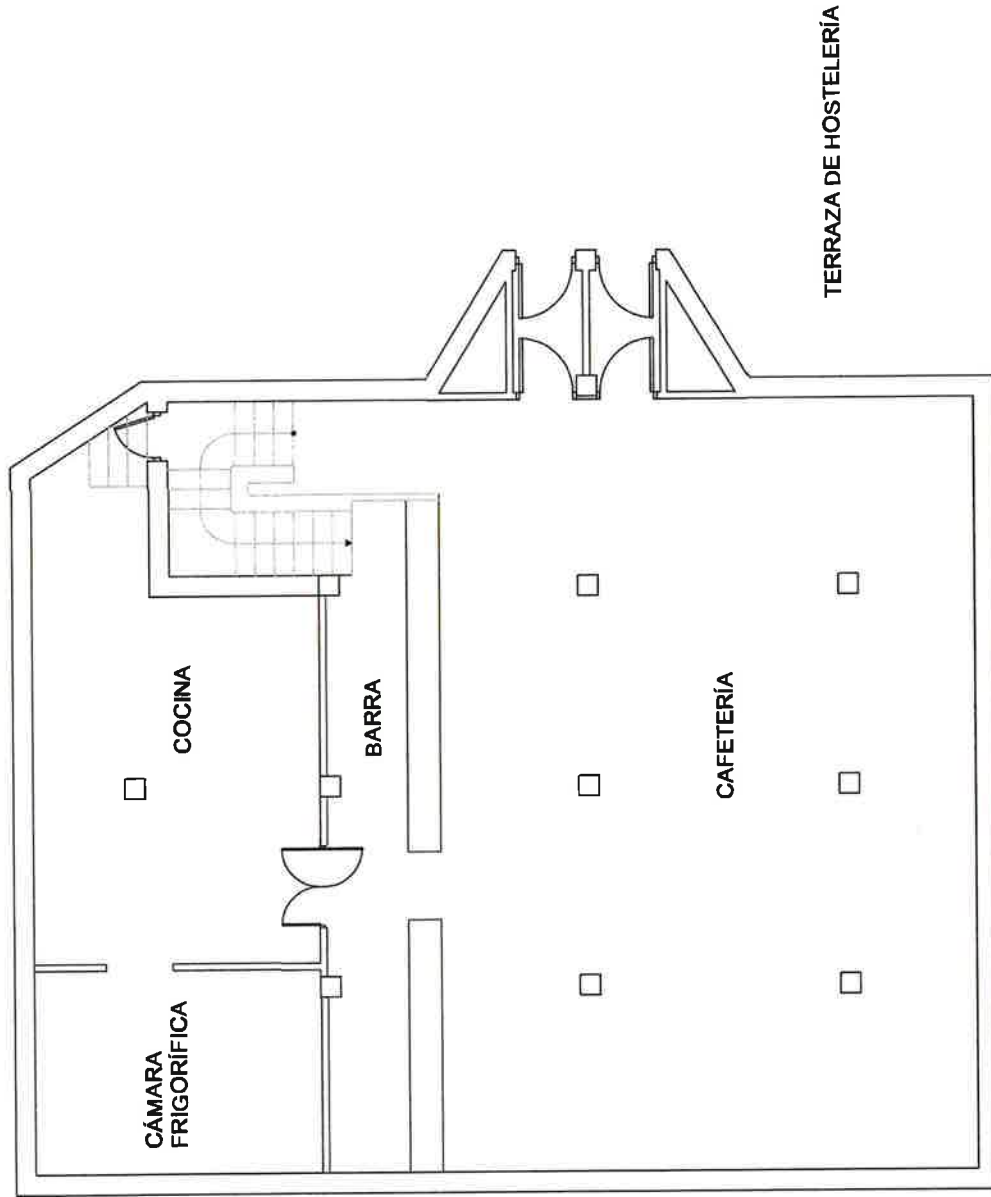 CÁMARA
FRIGORÍFICA
COCINA
BARRA
CAFETERÍA
TERRAZA DE HOSTELERÍA